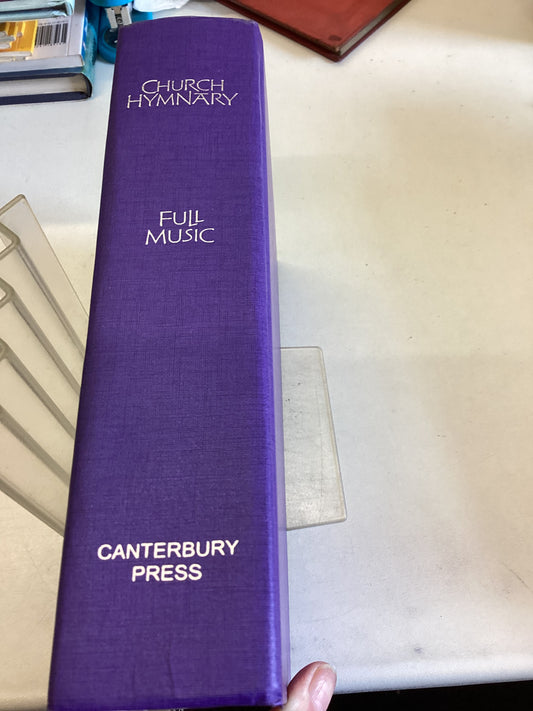 CHURCH
HYMNARY
FULL
MUSIC
CANTERBURY
PRESS